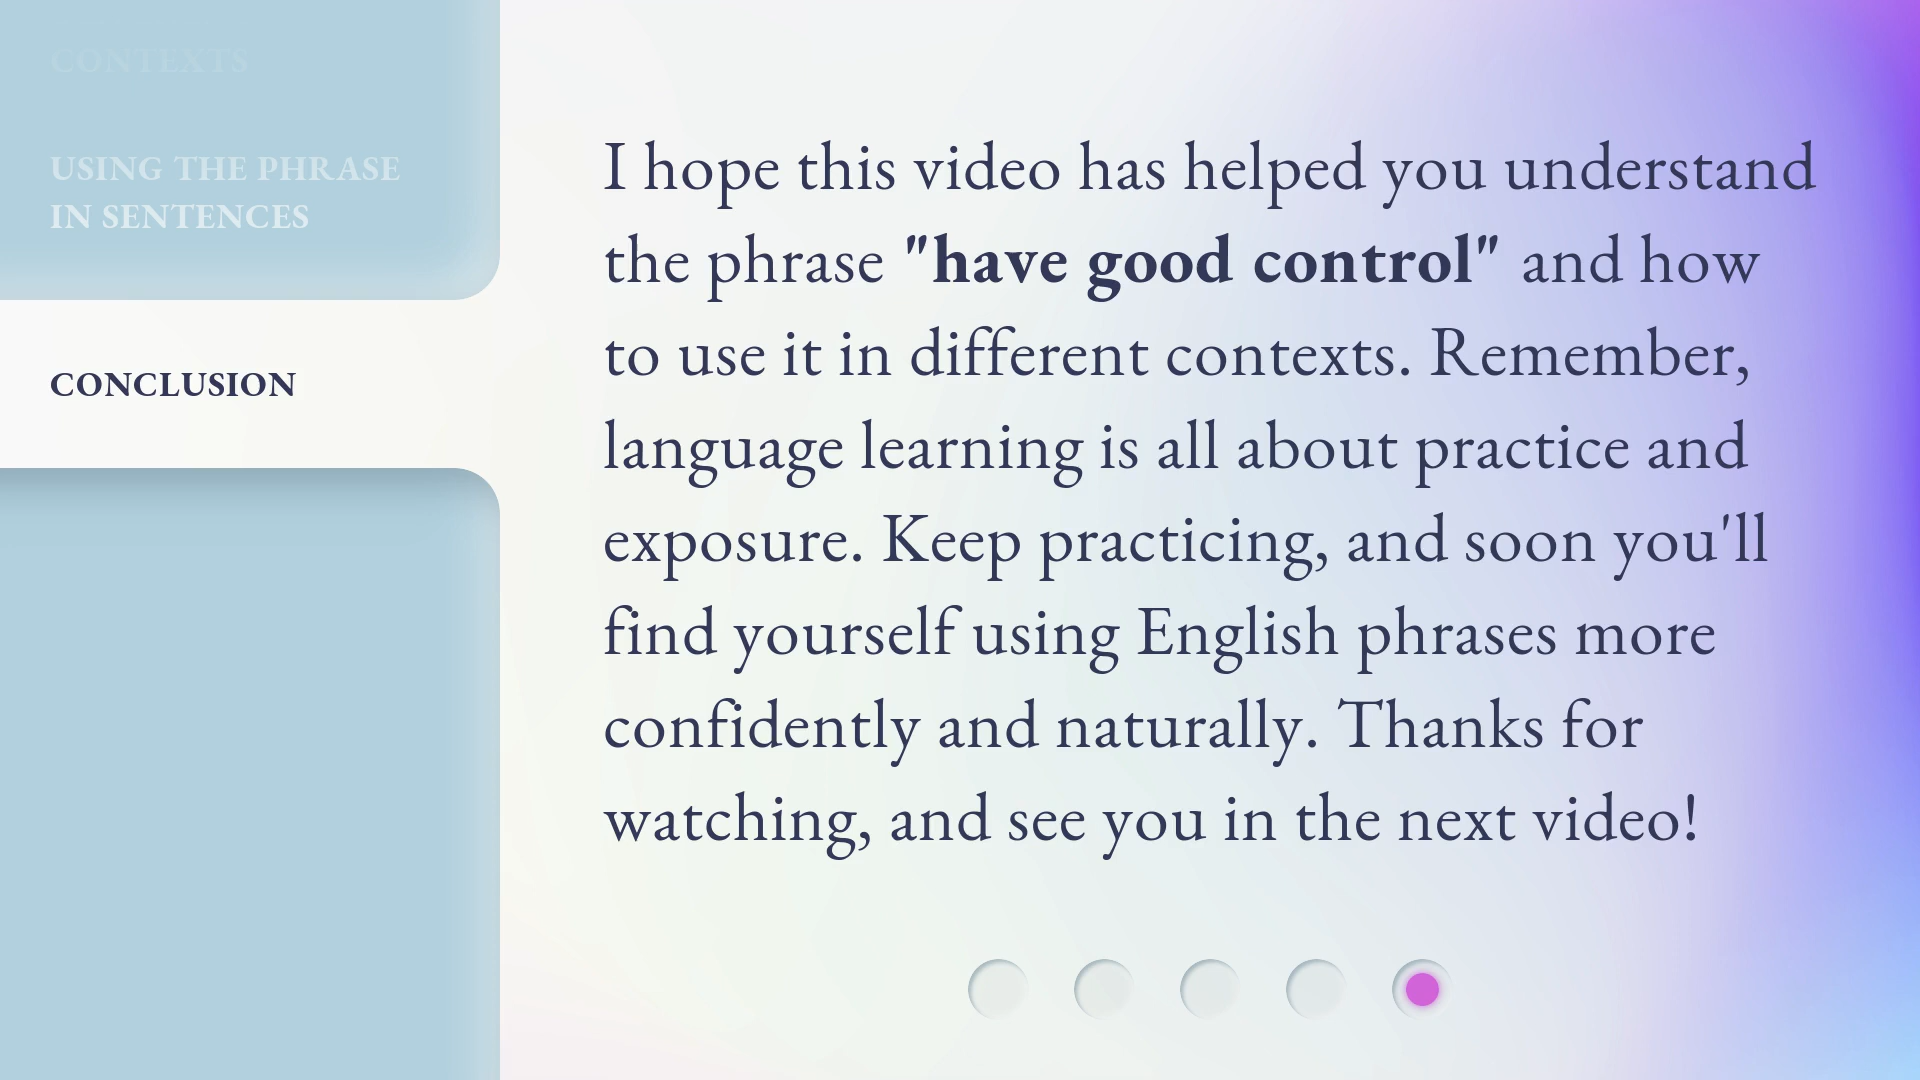 CONTEXTS
USING THE PHRASE
IN SENTENCES
CONCLUSION
I hope this video has helped you understand
the phrase "have good control" and how
to use it in different contexts. Remember,
language learning is all about practice and
exposure. Keep practicing, and soon you'll
find yourself using English phrases more
confidently and naturally. Thanks for
watching, and see you in the next video!